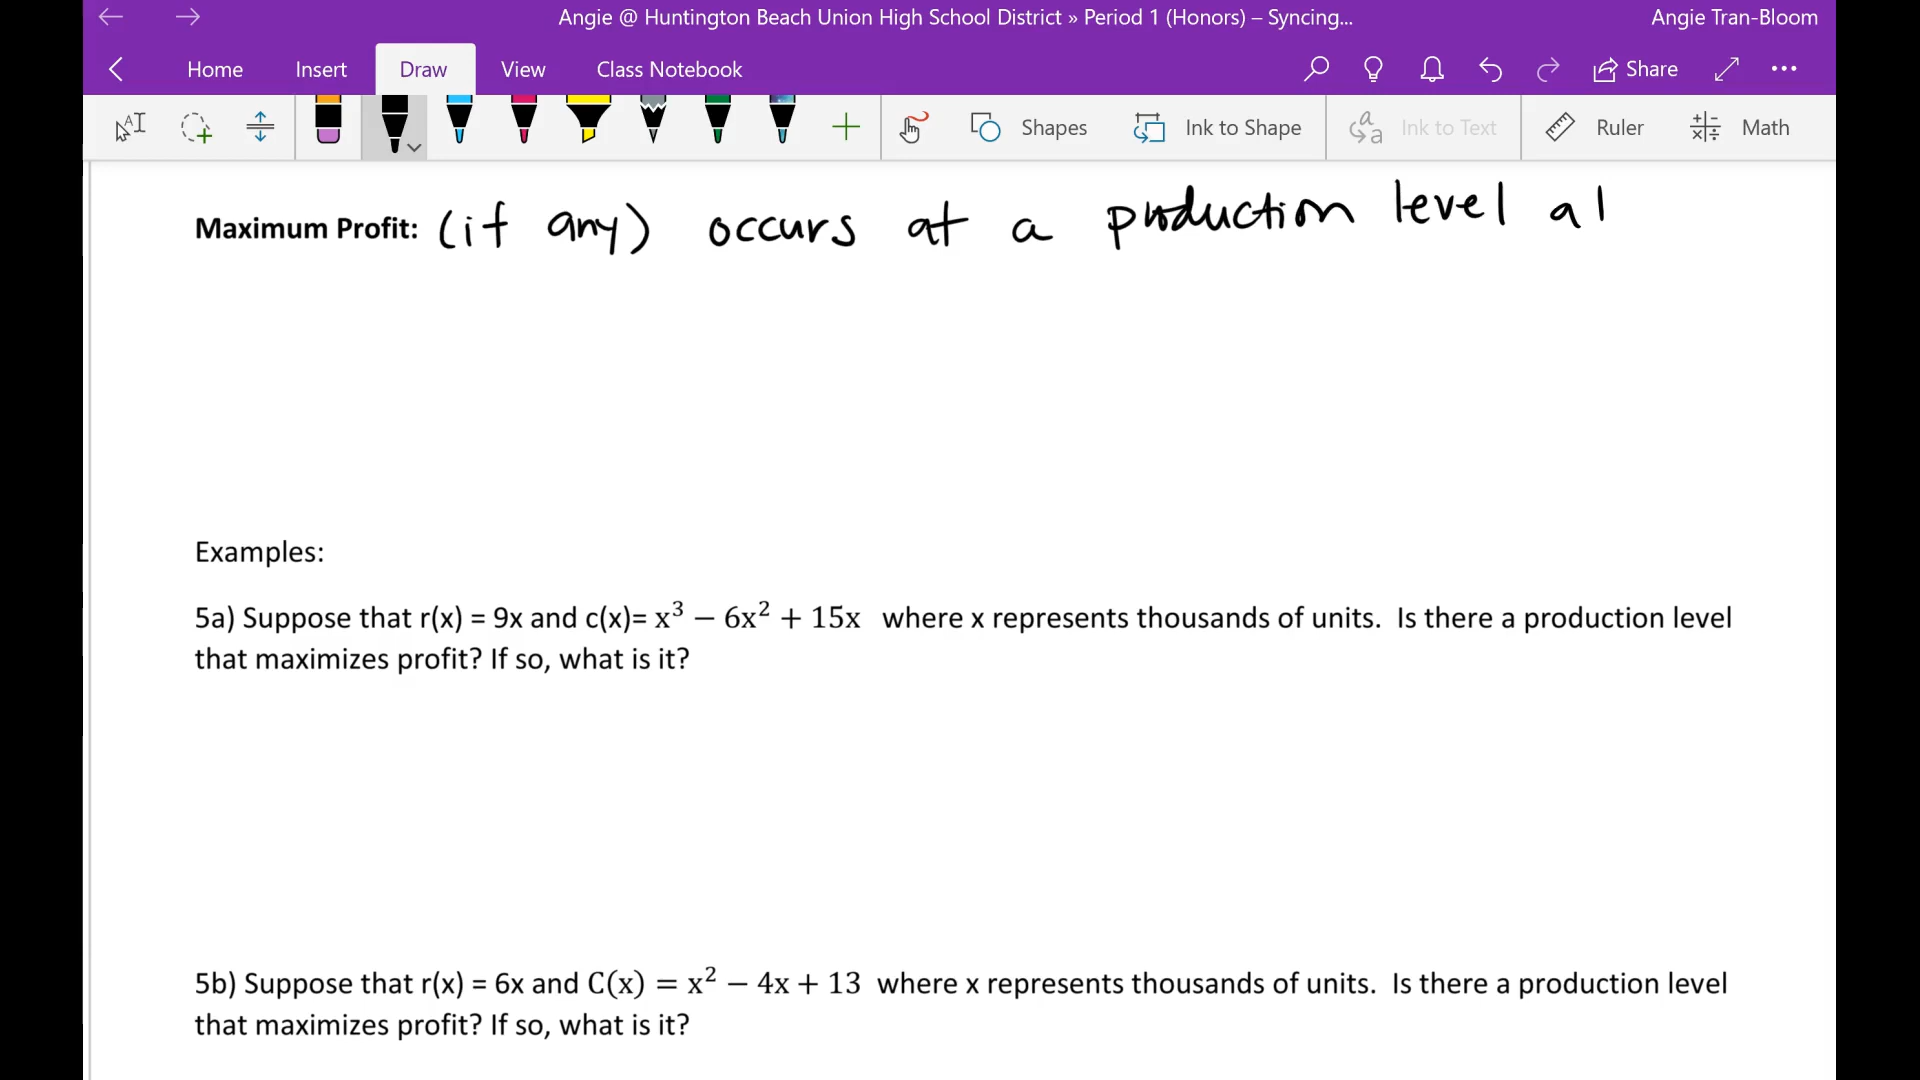 Angie @ Huntington Beach Union High School District » Period 1 (Honors) – Syncing...
Angie Tran-Bloom
Home Insert Draw View Class Notebook Share
Shapes Ink to Shape Ink to Text Ruler Math
Maximum Profit: (if any) occurs at a production level
Examples:
5a) Suppose that r(x) = 9x and c(x)= x³ − 6x² + 15x where x represents thousands of units. Is there a production level
that maximizes profit? If so, what is it?
5b) Suppose that r(x) = 6x and C(x) = x² − 4x + 13 where x represents thousands of units. Is there a production level
that maximizes profit? If so, what is it?